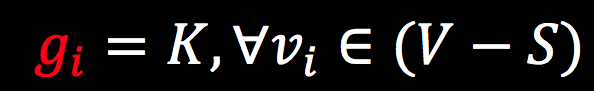 gᵢ = K, ∀vᵢ ∈ (V − S)